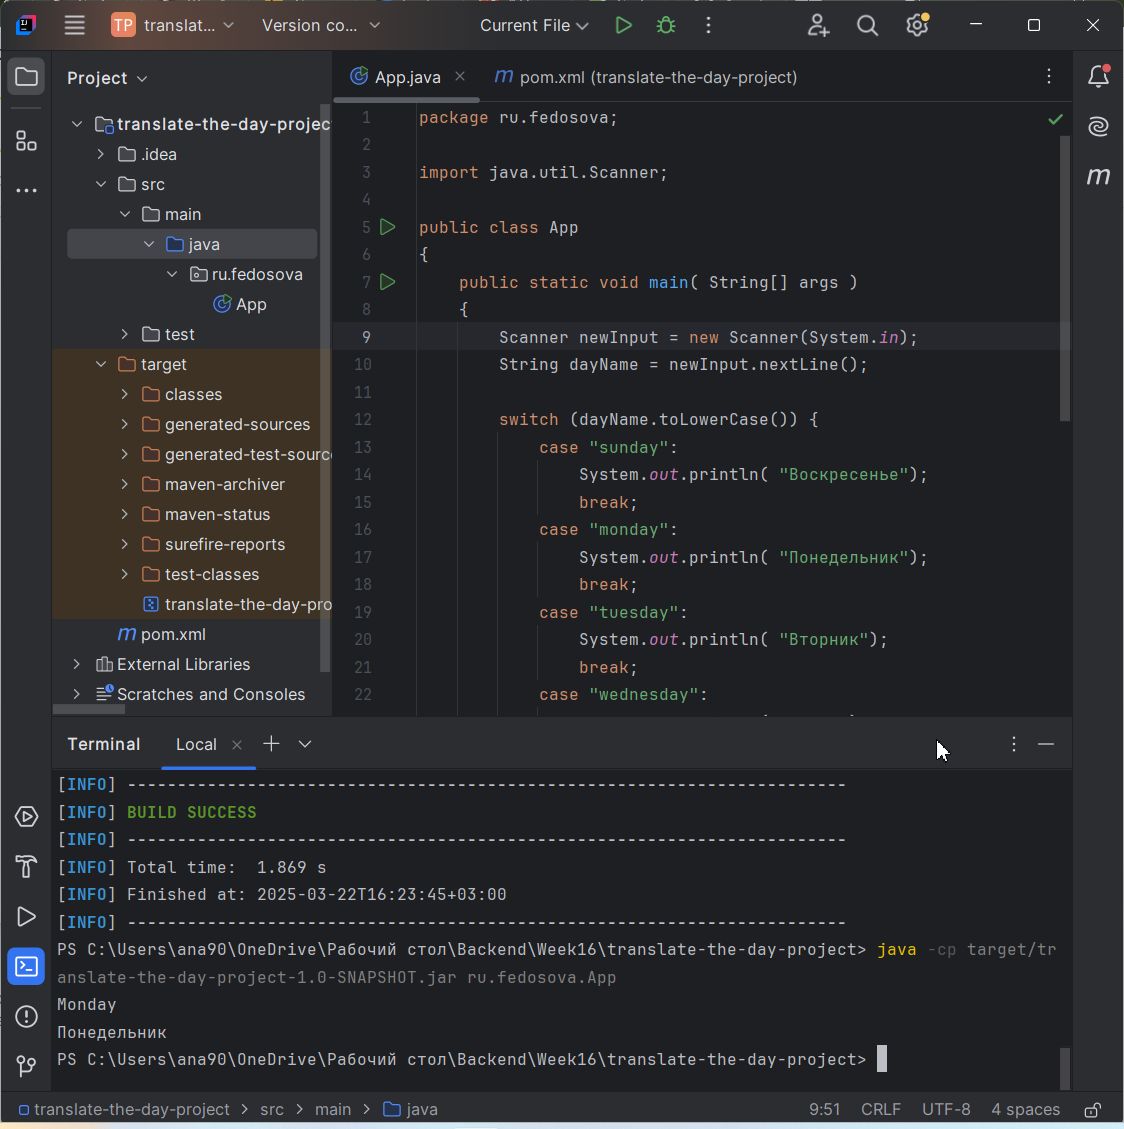 TP translat... Version co... Current File
Project
App.java
pom.xml (translate-the-day-project)
translate-the-day-projec
.idea
src
main
java
ru.fedosova
App
test
target
classes
generated-sources
generated-test-sourc
maven-archiver
maven-status
surefire-reports
test-classes
translate-the-day-pro
pom.xml
External Libraries
Scratches and Consoles
1 package ru.fedosova;
2
3 import java.util.Scanner;
4
5 public class App
6 {
7 public static void main( String[] args )
8 {
9 Scanner newInput = new Scanner(System.in);
10 String dayName = newInput.nextLine();
11
12 switch (dayName.toLowerCase()) {
13 case "sunday":
14 System.out.println( "Воскресенье");
15 break;
16 case "monday":
17 System.out.println( "Понедельник");
18 break;
19 case "tuesday":
20 System.out.println( "Вторник");
21 break;
22 case "wednesday":
Terminal Local
[INFO] ------------------------------------------------------------------------
[INFO] BUILD SUCCESS
[INFO] ------------------------------------------------------------------------
[INFO] Total time:  1.869 s
[INFO] Finished at: 2025-03-22T16:23:45+03:00
[INFO] ------------------------------------------------------------------------
PS C:\Users\ana90\OneDrive\Рабочий стол\Backend\Week16\translate-the-day-project> java -cp target/tr
anslate-the-day-project-1.0-SNAPSHOT.jar ru.fedosova.App
Monday
Понедельник
PS C:\Users\ana90\OneDrive\Рабочий стол\Backend\Week16\translate-the-day-project>
translate-the-day-project > src > main > java 9:51 CRLF UTF-8 4 spaces